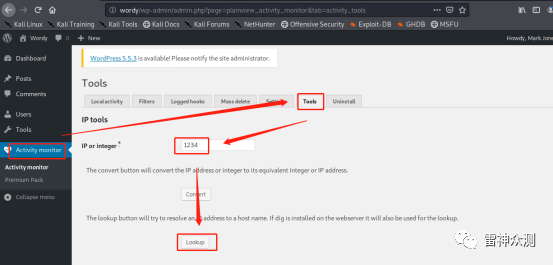 wordy/wp-admin/admin.php?page=plainview_activity_monitor&tab=activity_tools
Kali Linux Kali Training Kali Tools Kali Docs Kali Forums NetHunter Offensive Security Exploit-DB GHDB MSFU
Wordy 0 New Howdy, Mark Jone
Dashboard
Posts
Comments
Users
Tools
Activity monitor
Activity monitor
Premium Pack
Collapse menu
WordPress 5.5.3 is available! Please notify the site administrator.
Tools
Local activity Filters Logged hooks Mass delete Tools Uninstall
IP tools
IP or integer * 1234
The convert button will convert the IP address or integer to its equivalent integer or IP address.
Convert
The lookup button will try to resolve an IP address to a host name. If dig is installed on the webserver it will also be used for the lookup.
Lookup
雷神众测